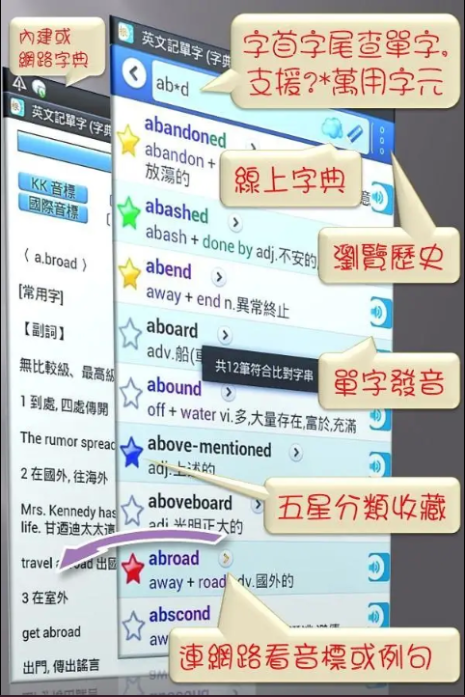 內建或
網路字典
英文記單字 (字典
字首字尾查單字。
支援?*萬用字元
ab*d
英文記單字 (字典
KK 音標
國際音標
〈 a.broad 〉
[常用字]
【副詞】
無比較級、最高級
1 到處, 四處傳開
The rumor spread
2 在國外, 往海外
Mrs. Kennedy has
life. 甘迺迪太太
travel abroad 出國
3 在室外
get abroad
出門, 傳出謠言
abandoned
abandon +
放蕩的
線上字典
abashed
abash + done by adj.不安的
瀏覽歷史
abend
away + end n.異常終止
aboard
adv.船(
共12筆符合比對字串
單字發音
abound
off + water vi.多,大量存在,富於,充滿
above-mentioned
adj.上述的
五星分類收藏
aboveboard
adj.光明正大的
abroad
away + road adv.國外的
abscond
aw
連網路看音標或例句